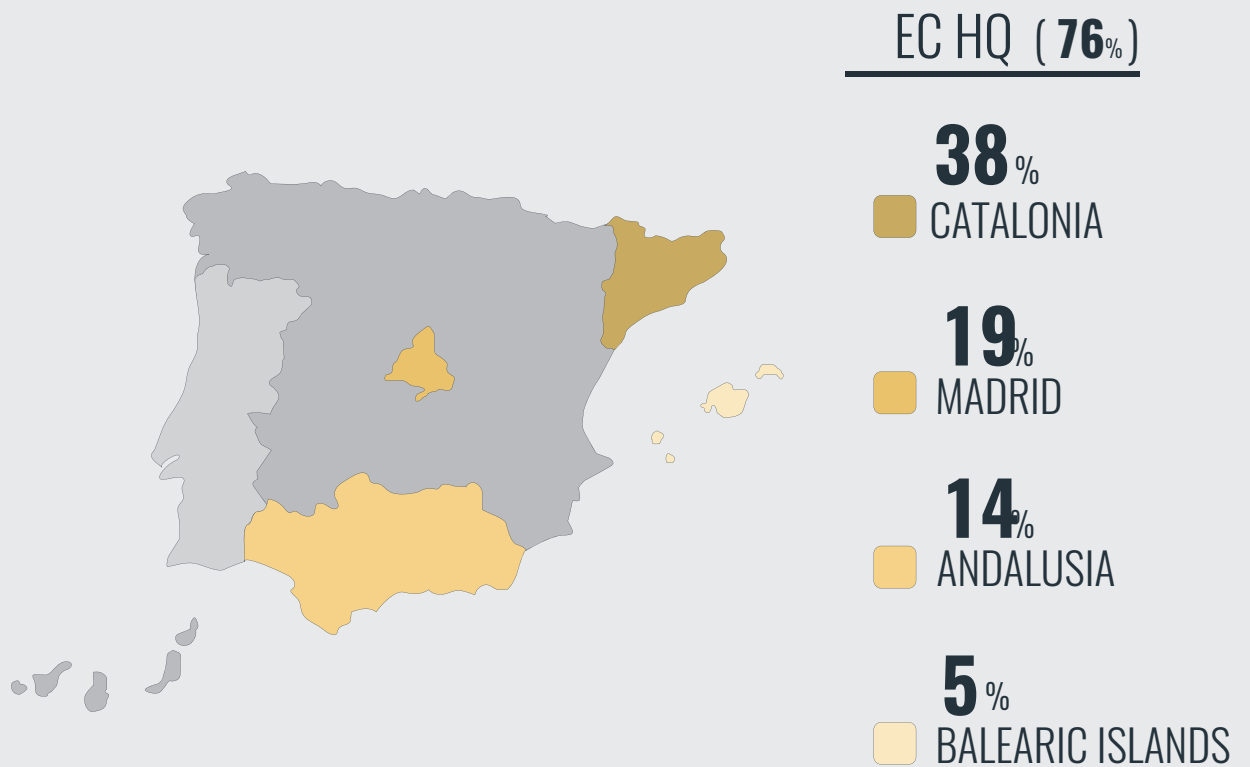 EC HQ ( 76% )
38 %
CATALONIA
19%
MADRID
14%
ANDALUSIA
5 %
BALEARIC ISLANDS